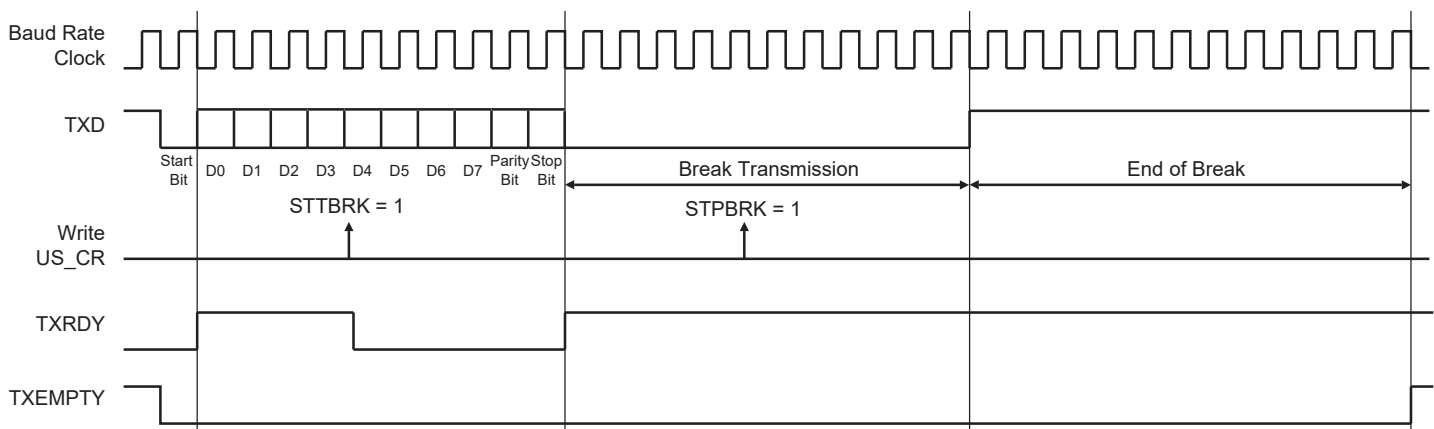 Baud Rate
Clock
TXD
Start
Bit
D0 D1 D2 D3 D4 D5 D6 D7
Parity
Bit
Stop
Bit
Break Transmission
End of Break
STTBRK = 1
STPBRK = 1
Write
US_CR
TXRDY
TXEMPTY